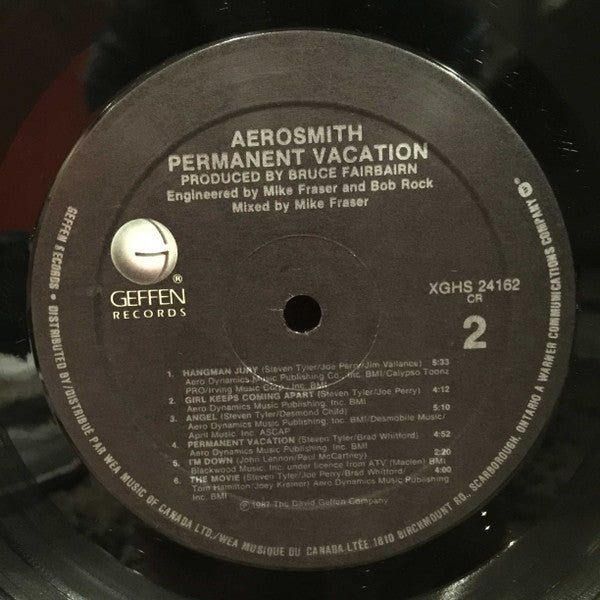 AEROSMITH
PERMANENT VACATION
PRODUCED BY BRUCE FAIRBAIRN
Engineered by Mike Fraser and Bob Rock
Mixed by Mike Fraser
G
®
GEFFEN
RECORDS
XGHS 24162
CR
2
1. HANGMAN JURY (Steven Tyler/Joe Perry/Jim Vallance) 5:33
Aero Dynamics Music Publishing Co., Inc. BMI/Calypso Toonz
PRO/Irving Music Corp., Inc. BMI
2. GIRL KEEPS COMING APART (Steven Tyler/Joe Perry) 4:12
Aero Dynamics Music Publishing, Inc. BMI
3. ANGEL (Steven Tyler/Desmond Child) 5:10
Aero Dynamics Music Publishing, Inc. BMI/Desmobile Music/
April Music Inc. ASCAP
4. PERMANENT VACATION (Steven Tyler/Brad Whitford) 4:52
Aero Dynamics Music Publishing, Inc. BMI
5. I'M DOWN (John Lennon/Paul McCartney) 2:20
Blackwood Music Inc. under licence from ATV (Maclen) BMI
6. THE MOVIE (Steven Tyler/Joe Perry/Brad Whitford/ 4:00
Tom Hamilton/Joey Kramer) Aero Dynamics Music Publishing
Inc. BMI
℗ 1987 The David Geffen Company
GEFFEN RECORDS • DISTRIBUTED BY/DISTRIBUÉ PAR WEA MUSIC OF CANADA LTD./WEA MUSIQUE DU CANADA LTÉE. 1810 BIRCHMOUNT RD., SCARBOROUGH, ONTARIO A WARNER COMMUNICATIONS COMPANY